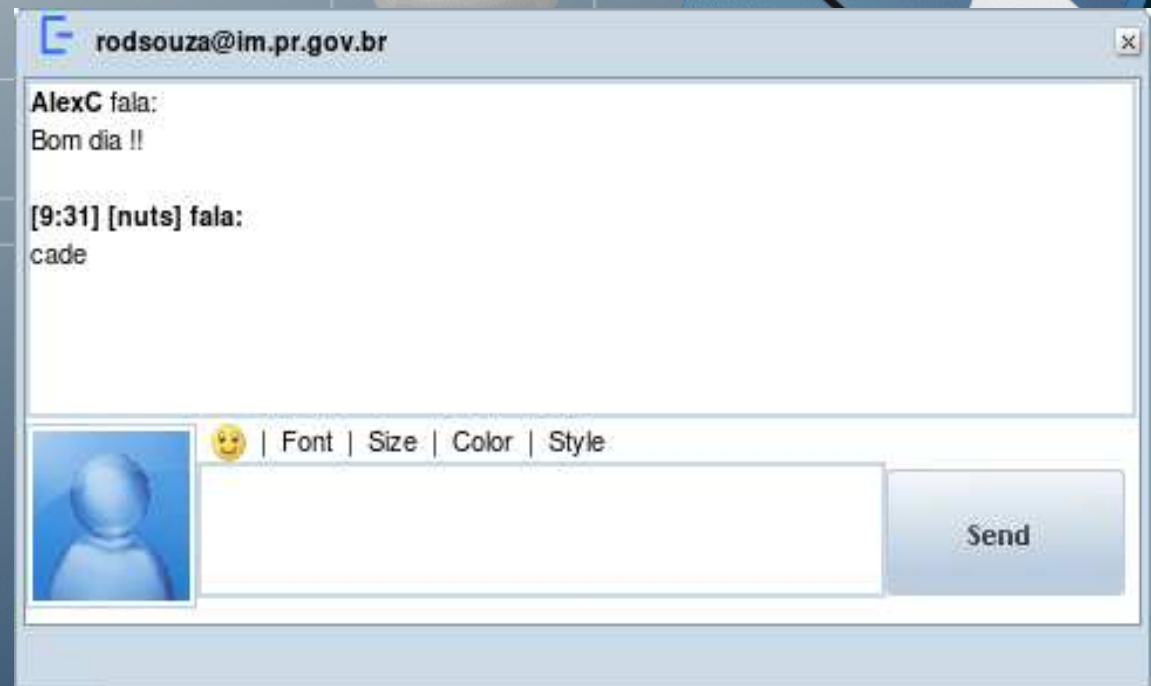 rodsouza@im.pr.gov.br
AlexC fala:
Bom dia !!
[9:31] [nuts] fala:
cade
| Font | Size | Color | Style
Send